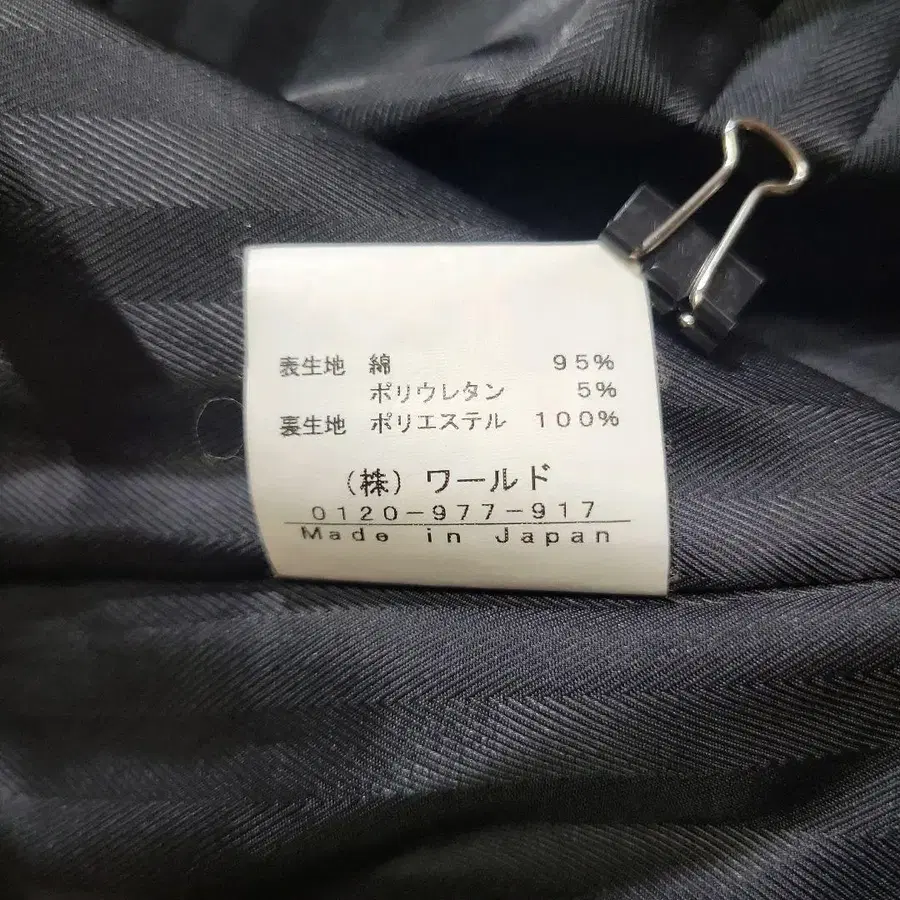 表生地 綿 95%
ポリウレタン 5%
裏生地 ポリエステル 100%
(株) ワールド
0120-977-917
Made in Japan